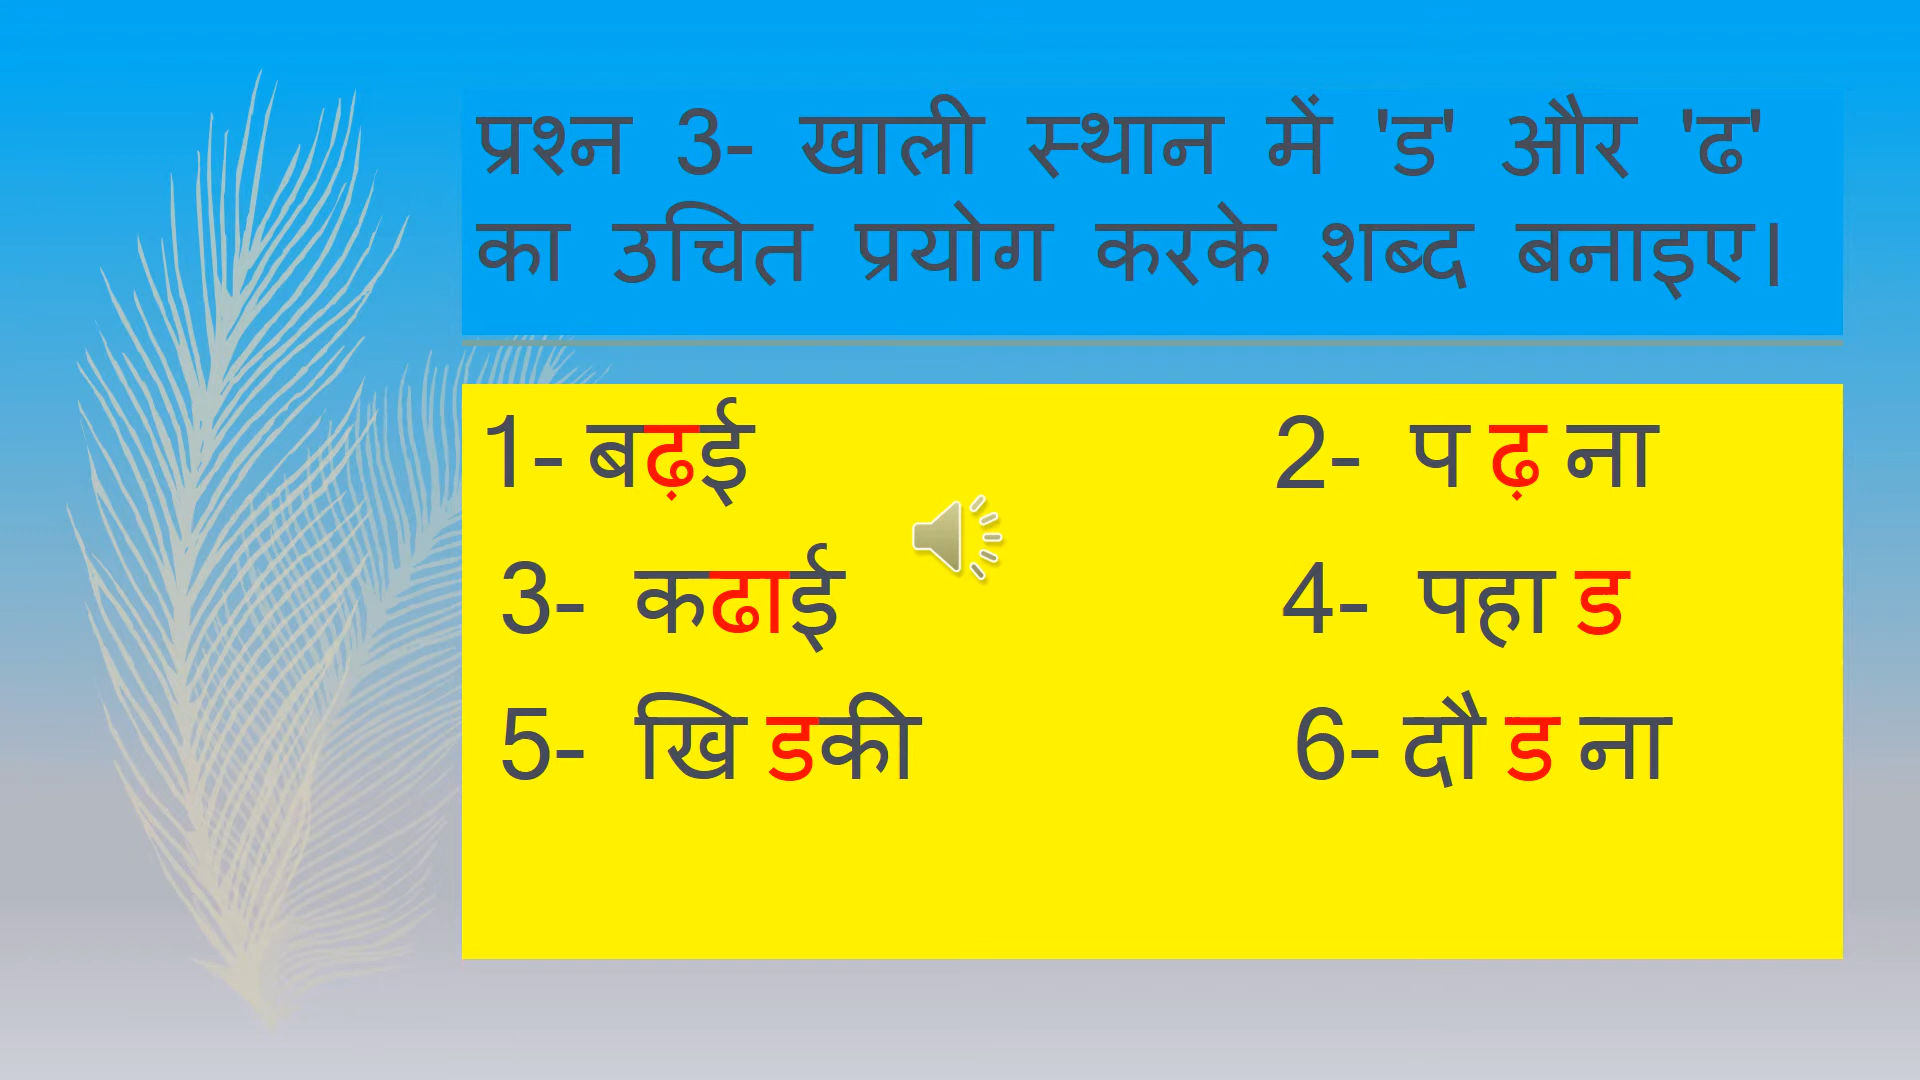 प्रश्न 3- खाली स्थान में 'ड' और 'ढ'
का उचित प्रयोग करके शब्द बनाइए।
1- बढ़ई 2- प ढ़ ना
3- कढाई 4- पहा ड
5- खि डकी 6- दौ ड ना